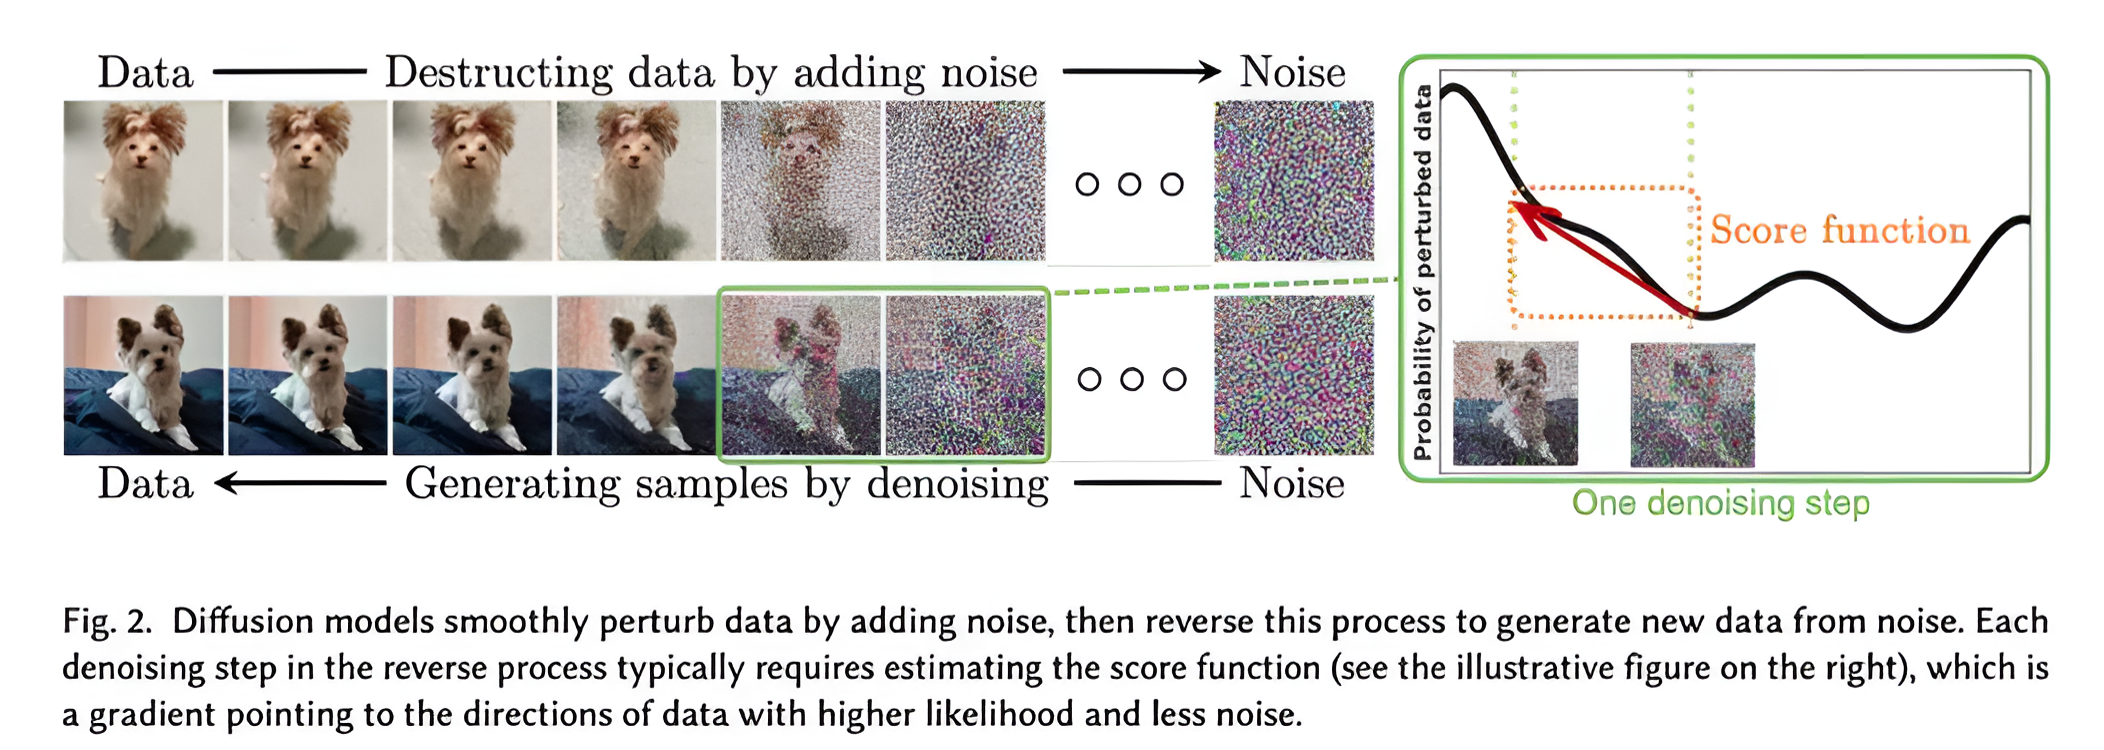 Data Destructing data by adding noise Noise
Probability of perturbed data
Score function
Data Generating samples by denoising Noise
One denoising step
Fig. 2. Diffusion models smoothly perturb data by adding noise, then reverse this process to generate new data from noise. Each
denoising step in the reverse process typically requires estimating the score function (see the illustrative figure on the right), which is
a gradient pointing to the directions of data with higher likelihood and less noise.